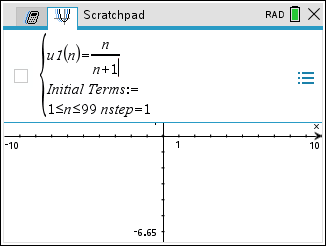 Scratchpad RAD
u1(n)=n/(n+1)
Initial Terms:=
1≤n≤99 nstep=1
x
-10 1 10
-6.65